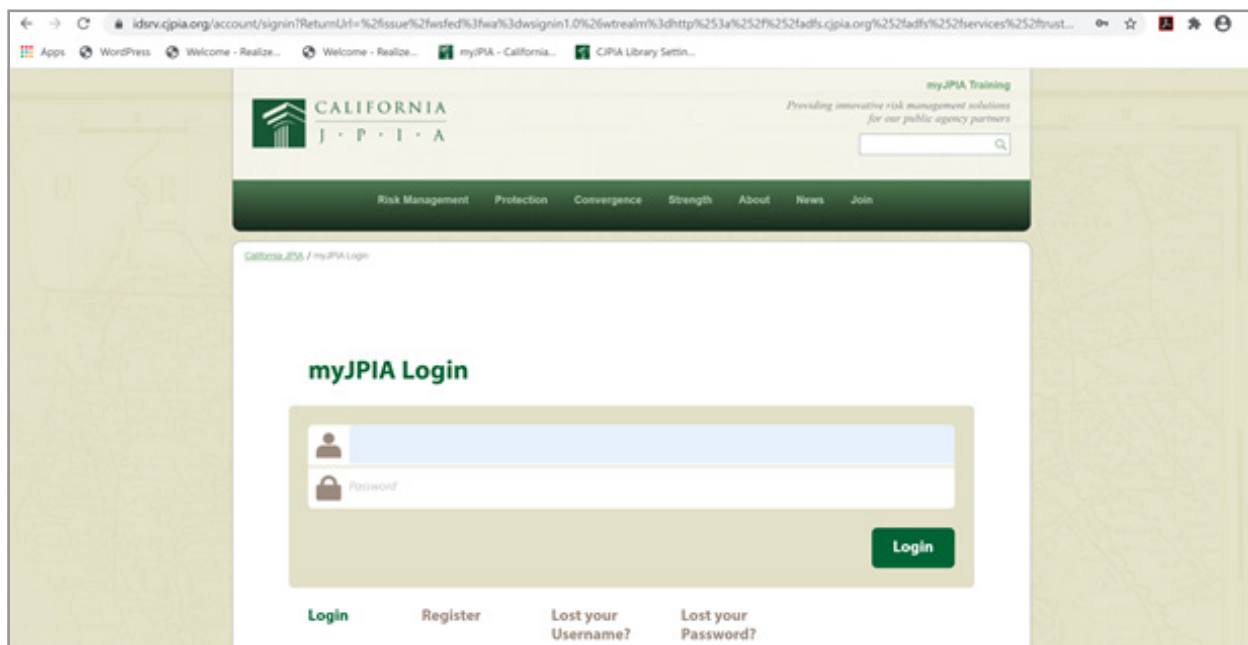 idsrv.cjpia.org/account/signin?ReturnUrl=%2fissue%2fwsfed%3fwa%3dwsignin1.0%26wtrealm%3dhttp%253a%252f%252fadfs.cjpia.org%252fadfs%252fservices%252ftrust...
Apps WordPress Welcome - Realize... Welcome - Realize... myJPIA - California... CJPIA Library Settin...
myJPIA Training
CALIFORNIA
J · P · I · A
Providing innovative risk management solutions
for our public agency partners
Risk Management Protection Convergence Strength About News Join
California JPIA / myJPIA Login
myJPIA Login
Password
Login
Login Register Lost your Username? Lost your Password?